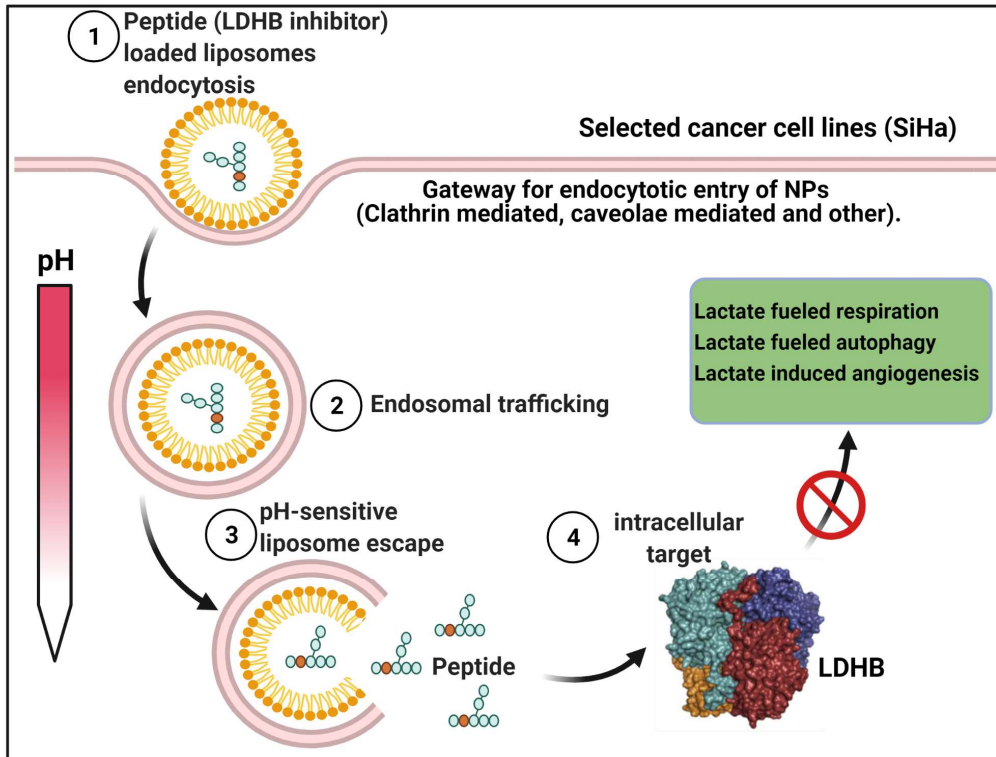 1
Peptide (LDHB inhibitor)
loaded liposomes
endocytosis
Selected cancer cell lines (SiHa)
Gateway for endocytotic entry of NPs
(Clathrin mediated, caveolae mediated and other).
pH
Lactate fueled respiration
Lactate fueled autophagy
Lactate induced angiogenesis
2
Endosomal trafficking
3
pH-sensitive
liposome escape
4
intracellular
target
Peptide
LDHB